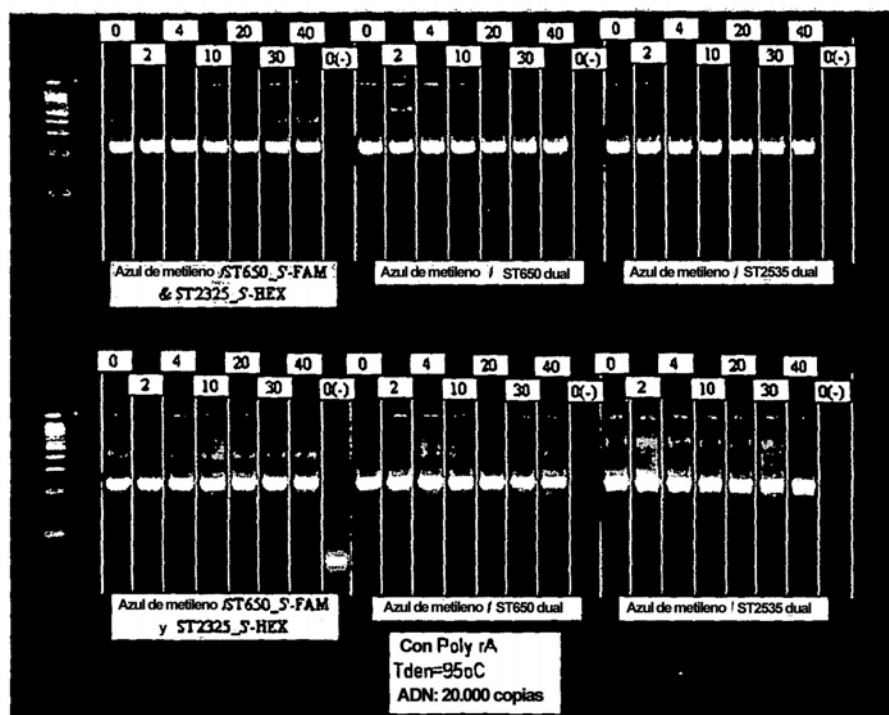 0 4 20 40 0 4 20 40 0 4 20 40
2 10 30 0(-) 2 10 30 0(-) 2 10 30 0(-)
Azul de metileno /ST650_5'-FAM
& ST2325_5'-HEX
Azul de metileno / ST650 dual
Azul de metileno / ST2535 dual
0 4 20 40 0 4 20 40 0 4 20 40
2 10 30 0(-) 2 10 30 0(-) 2 10 30 0(-)
Azul de metileno /ST650_5'-FAM
y ST2325_5'-HEX
Azul de metileno / ST650 dual
Azul de metileno / ST2535 dual
Con Poly rA
Tden=95oC
ADN: 20.000 copias